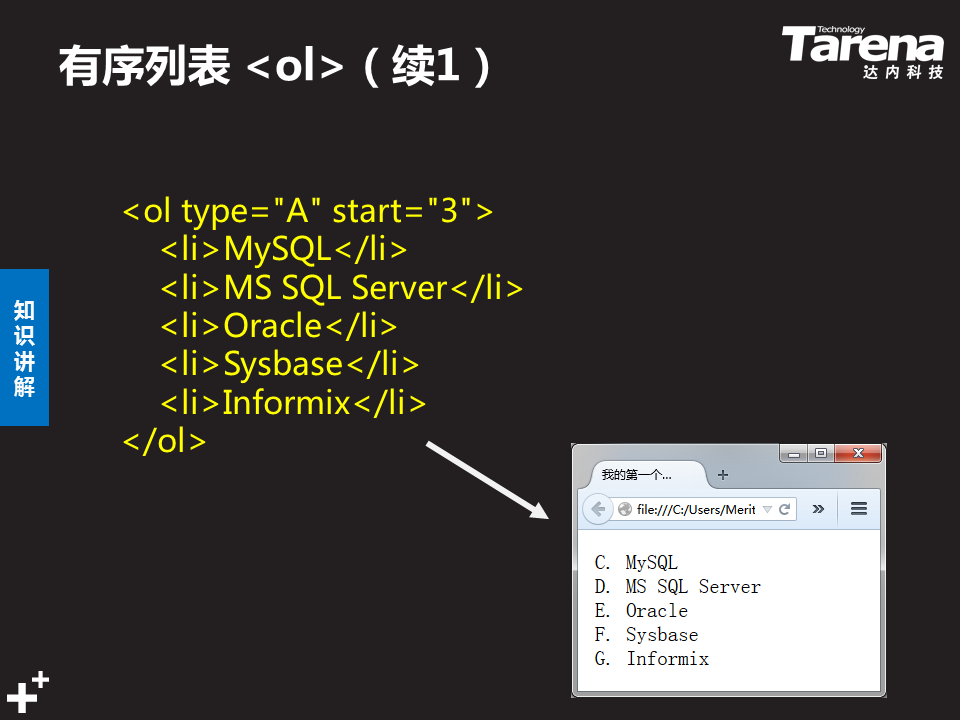 有序列表 <ol>（续1）
Technology
Tarena
达内科技
<ol type="A" start="3">
<li>MySQL</li>
<li>MS SQL Server</li>
<li>Oracle</li>
<li>Sysbase</li>
<li>Informix</li>
</ol>
知识讲解
我的第一个...
file:///C:/Users/Merit
C. MySQL
D. MS SQL Server
E. Oracle
F. Sysbase
G. Informix